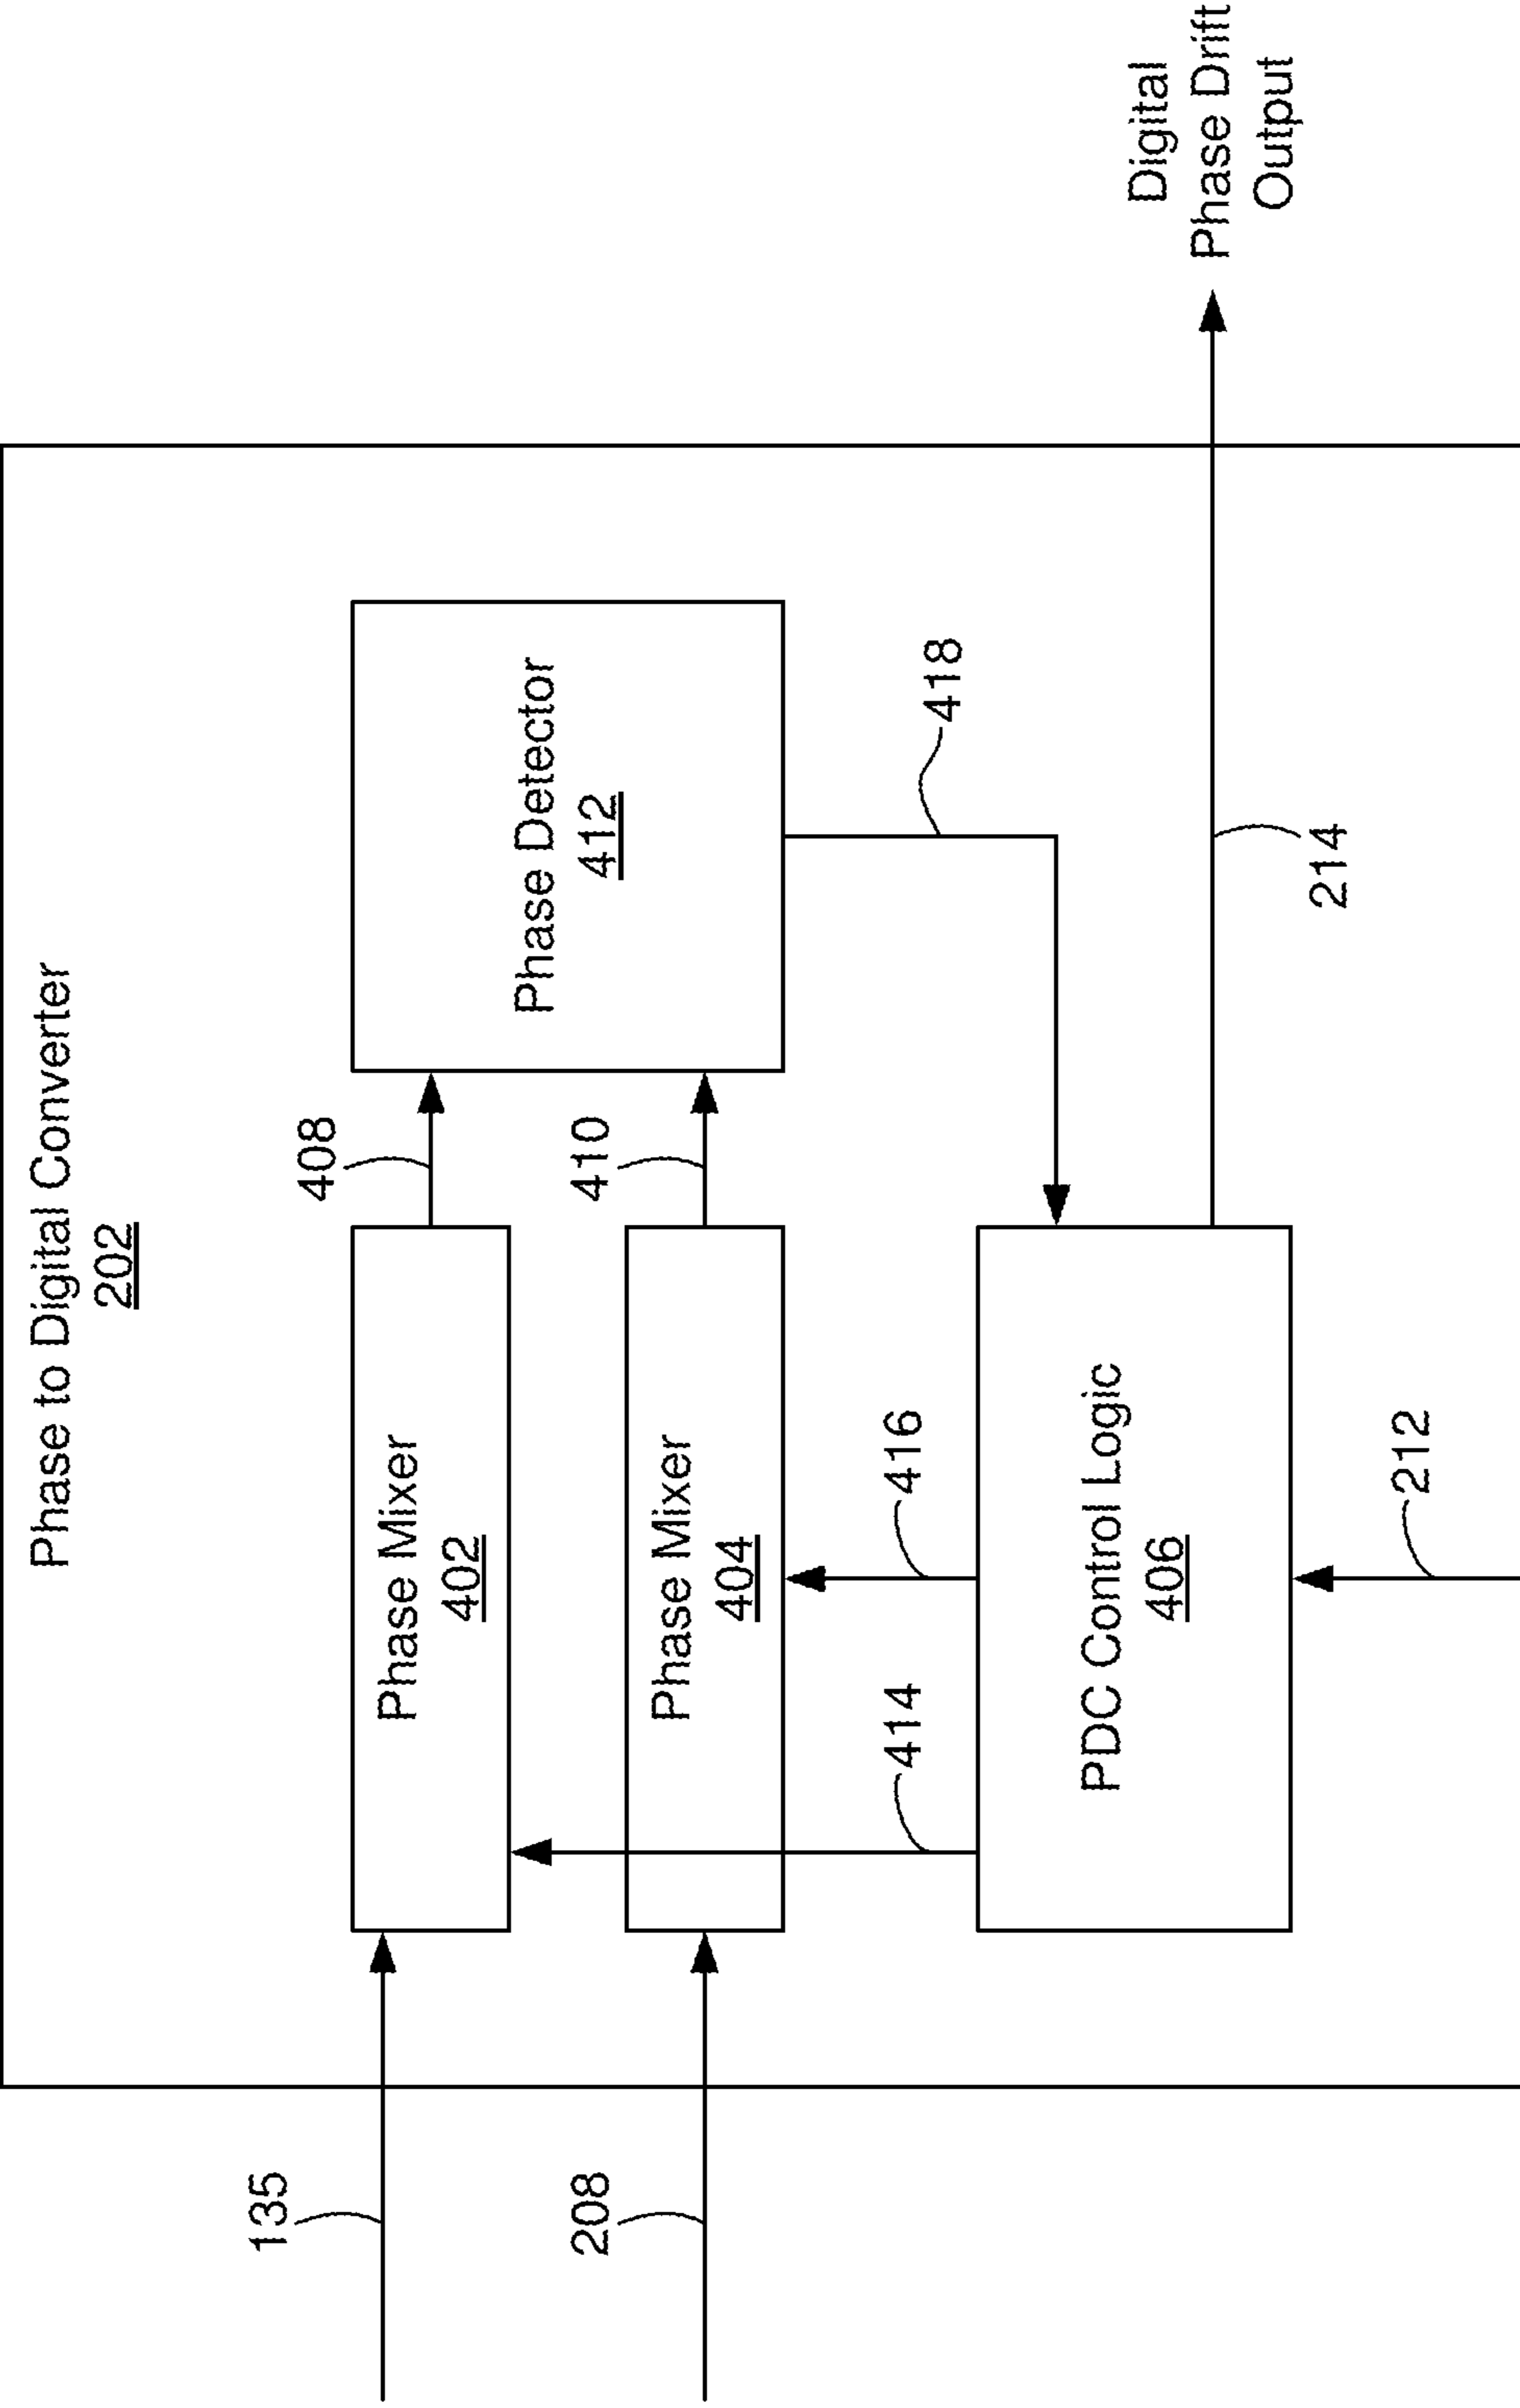 Phase to Digital Converter
202
135
Phase Mixer
402
408
Phase Detector
412
208
Phase Mixer
404
410
414
416
418
PDC Control Logic
406
Digital
Phase Drift
Output
214
212